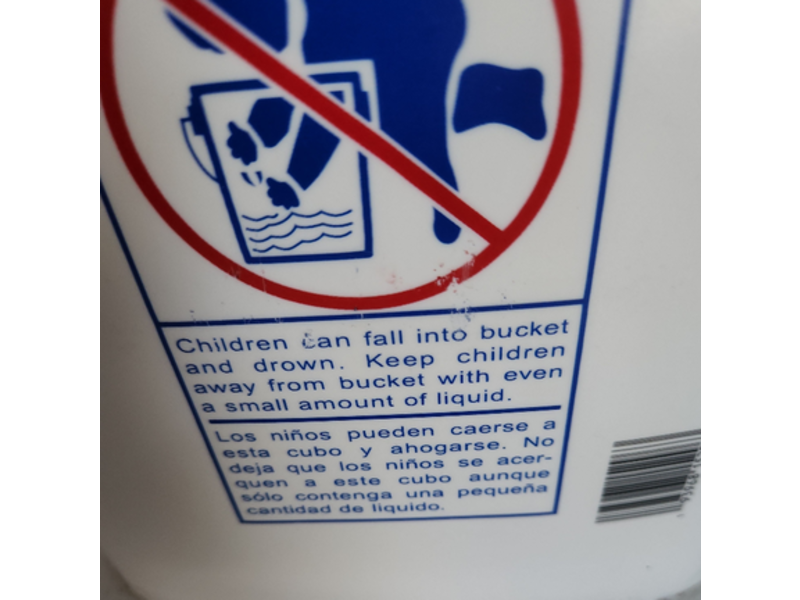 Children can fall into bucket
and drown. Keep children
away from bucket with even
a small amount of liquid.
Los niños pueden caerse a
esta cubo y ahogarse. No
deja que los niños se acer-
quen a este cubo aunque
sólo contenga una pequeña
cantidad de liquido.